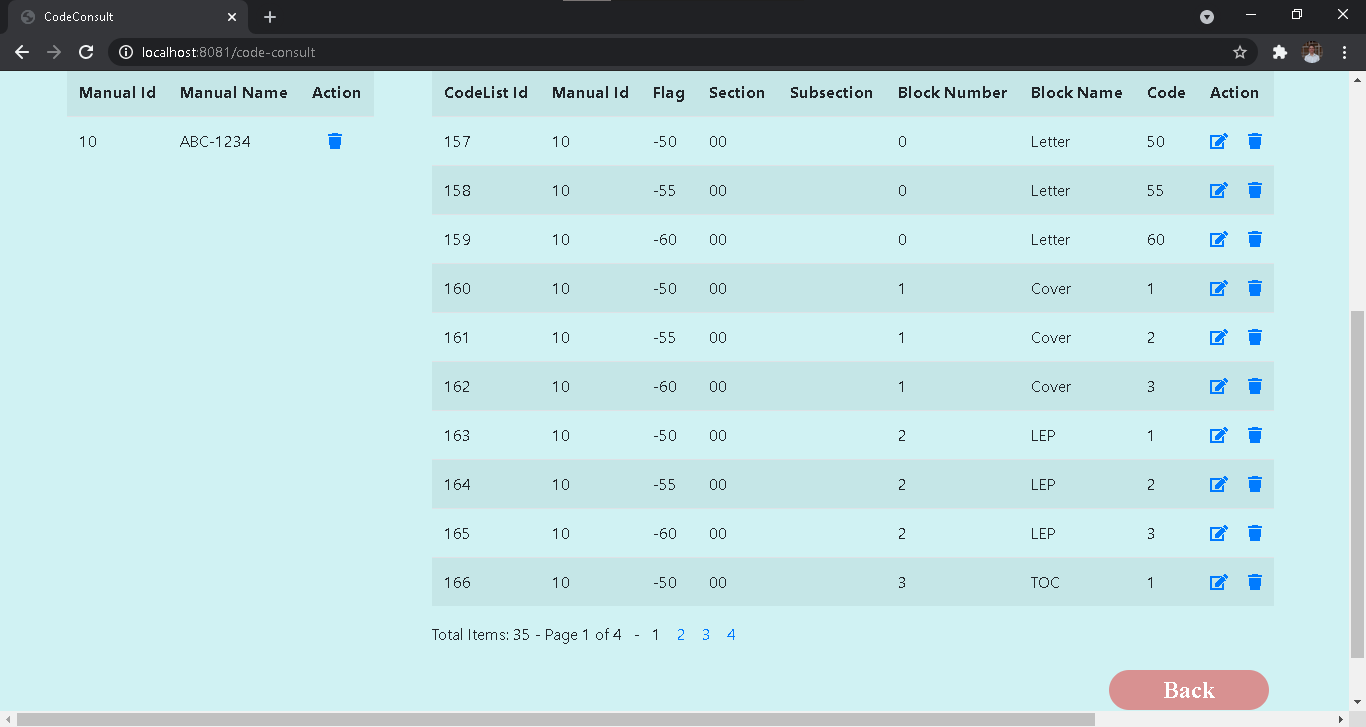 CodeConsult
localhost:8081/code-consult
Manual Id Manual Name Action
10 ABC-1234
CodeList Id Manual Id Flag Section Subsection Block Number Block Name Code Action
157 10 -50 00 0 Letter 50
158 10 -55 00 0 Letter 55
159 10 -60 00 0 Letter 60
160 10 -50 00 1 Cover 1
161 10 -55 00 1 Cover 2
162 10 -60 00 1 Cover 3
163 10 -50 00 2 LEP 1
164 10 -55 00 2 LEP 2
165 10 -60 00 2 LEP 3
166 10 -50 00 3 TOC 1
Total Items: 35 - Page 1 of 4 - 1 2 3 4
Back